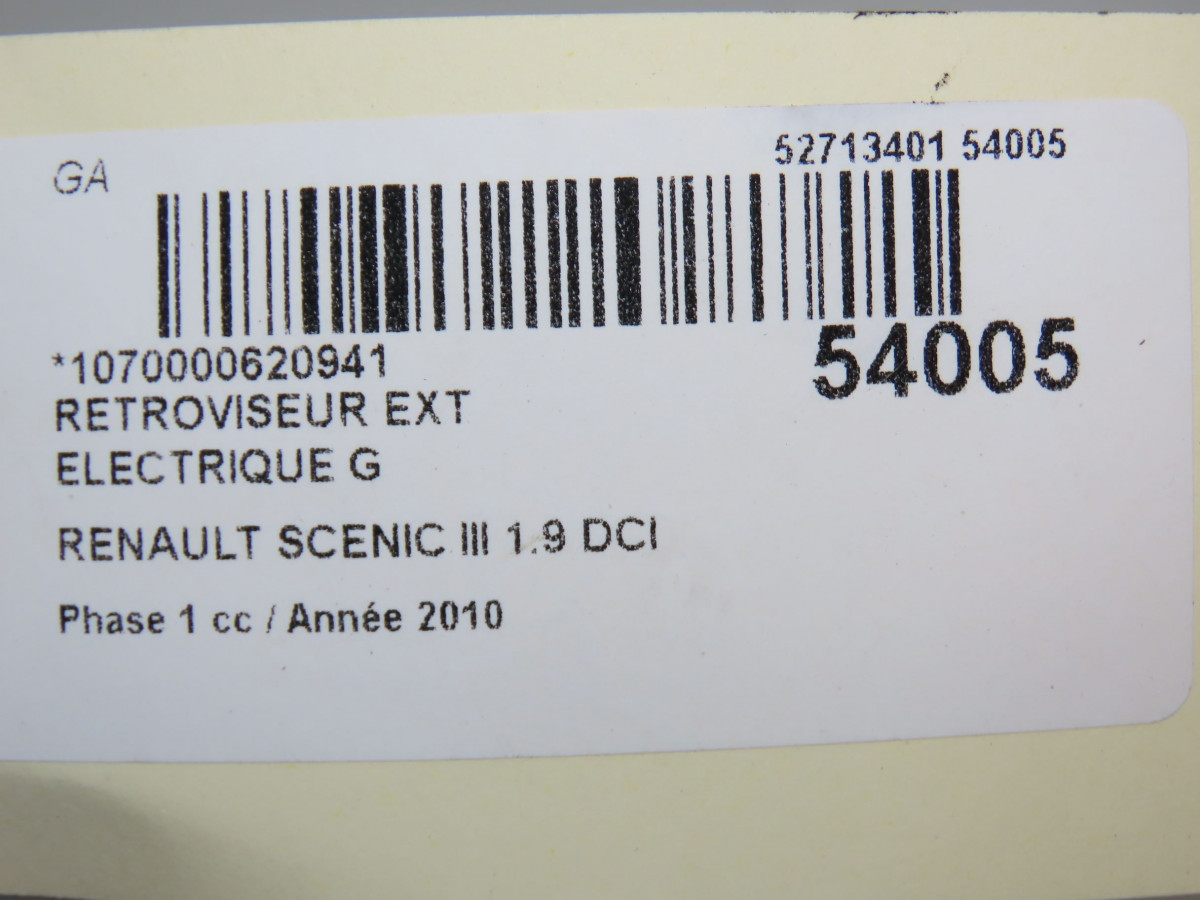 GA
52713401 54005
*1070000620941
54005
RETROVISEUR EXT
ELECTRIQUE G
RENAULT SCENIC III 1.9 DCI
Phase 1 cc / Année 2010